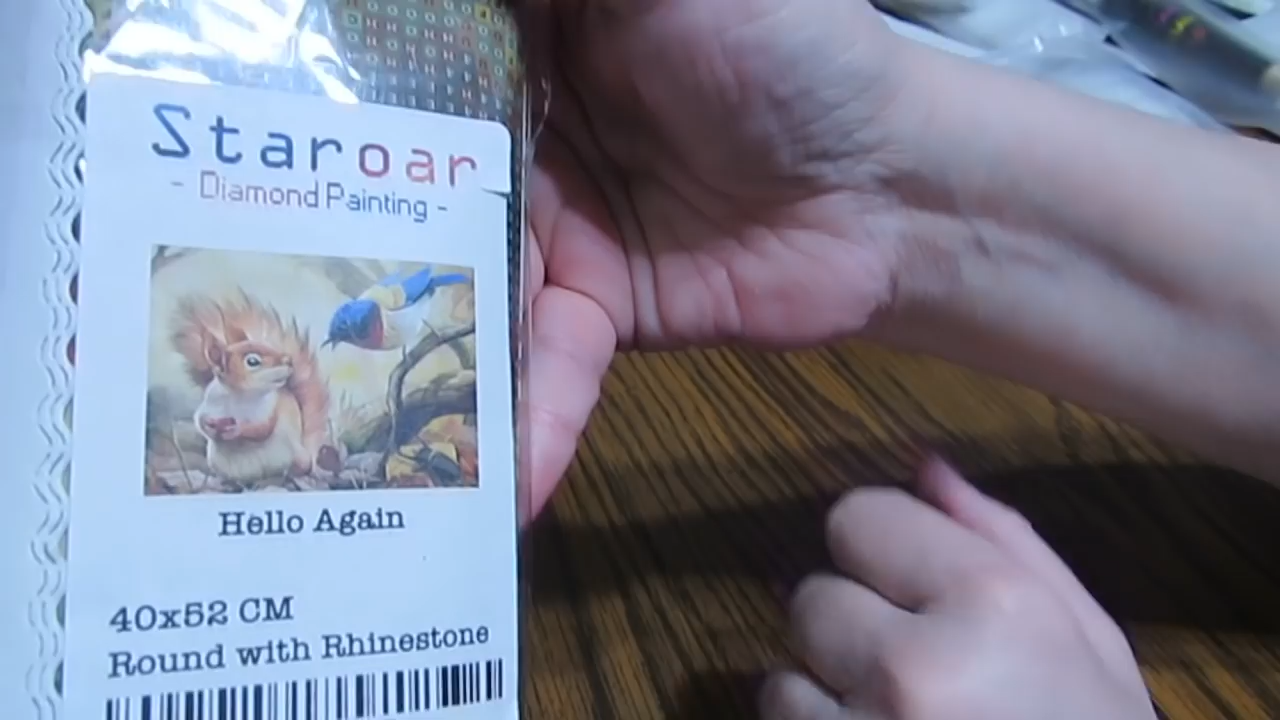 Staroar
- Diamond Painting -
Hello Again
40x52 CM
Round with Rhinestone